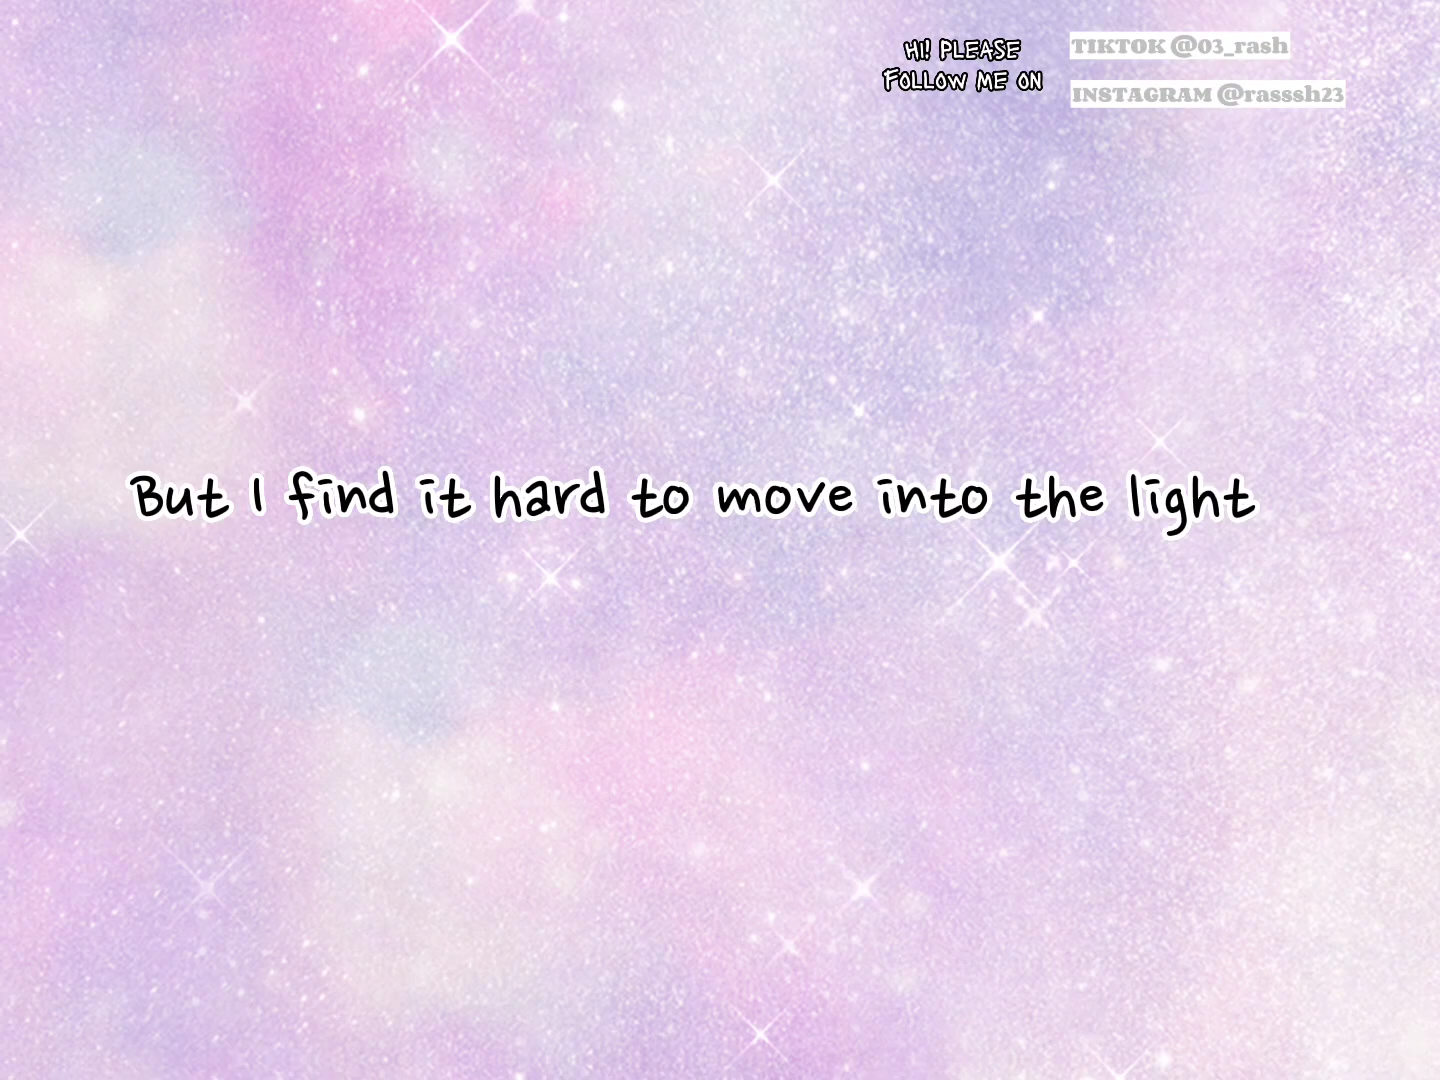 HI! PLEASE
FOLLOW ME ON
TIKTOK @03_rash
INSTAGRAM @rasssh23
But I find it hard to move into the light